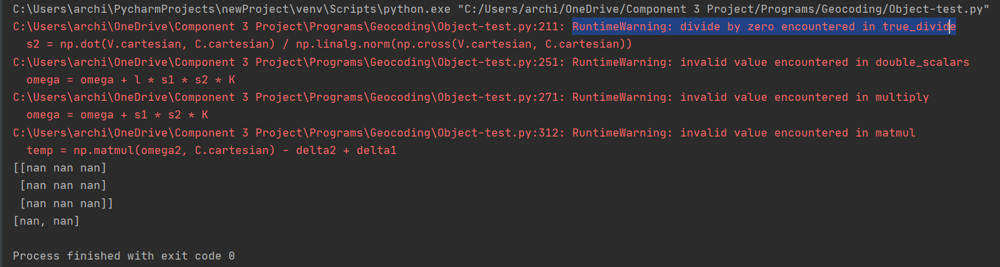 C:\Users\archi\PycharmProjects\newProject\venv\Scripts\python.exe "C:/Users/archi/OneDrive/Component 3 Project/Programs/Geocoding/Object-test.py"
C:\Users\archi\OneDrive\Component 3 Project\Programs\Geocoding\Object-test.py:211: RuntimeWarning: divide by zero encountered in true_divide
  s2 = np.dot(V.cartesian, C.cartesian) / np.linalg.norm(np.cross(V.cartesian, C.cartesian))
C:\Users\archi\OneDrive\Component 3 Project\Programs\Geocoding\Object-test.py:251: RuntimeWarning: invalid value encountered in double_scalars
  omega = omega + l * s1 * s2 * K
C:\Users\archi\OneDrive\Component 3 Project\Programs\Geocoding\Object-test.py:271: RuntimeWarning: invalid value encountered in multiply
  omega = omega + s1 * s2 * K
C:\Users\archi\OneDrive\Component 3 Project\Programs\Geocoding\Object-test.py:312: RuntimeWarning: invalid value encountered in matmul
  temp = np.matmul(omega2, C.cartesian) - delta2 + delta1
[[nan nan nan]
 [nan nan nan]
 [nan nan nan]]
[nan, nan]
Process finished with exit code 0